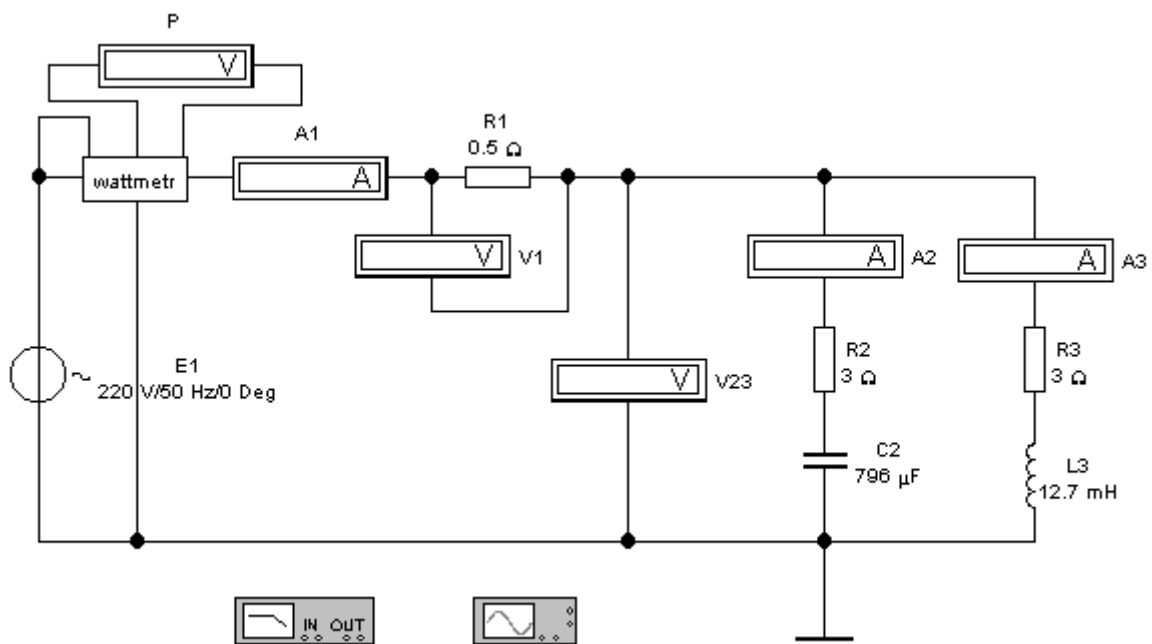 P
V
A1
R1
0.5 Ω
wattmetr
A
V
V1
A
A2
A
A3
E1
220 V/50 Hz/0 Deg
V
V23
R2
3 Ω
R3
3 Ω
C2
796 μF
L3
12.7 mH
IN OUT